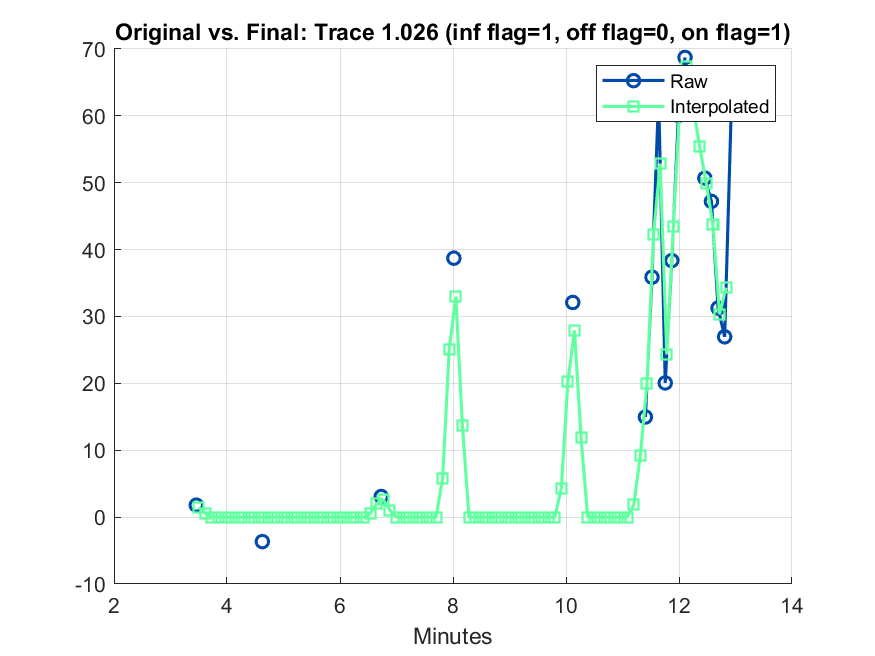 Original vs. Final: Trace 1.026 (inf flag=1, off flag=0, on flag=1)
70
60
50
40
30
20
10
0
-10
2 4 6 8 10 12 14
Minutes
Raw
Interpolated